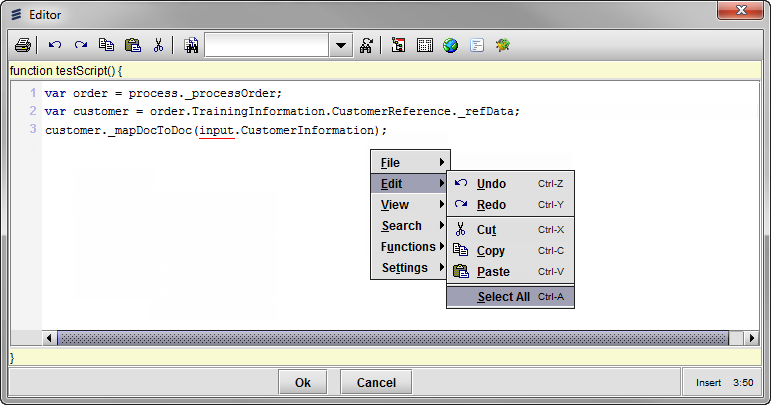 Editor
function testScript() {
1 var order = process._processOrder;
2 var customer = order.TrainingInformation.CustomerReference._refData;
3 customer._mapDocToDoc(input.CustomerInformation);
File
Edit
View
Search
Functions
Settings
Undo Ctrl-Z
Redo Ctrl-Y
Cut Ctrl-X
Copy Ctrl-C
Paste Ctrl-V
Select All Ctrl-A
}
Ok Cancel Insert 3:50